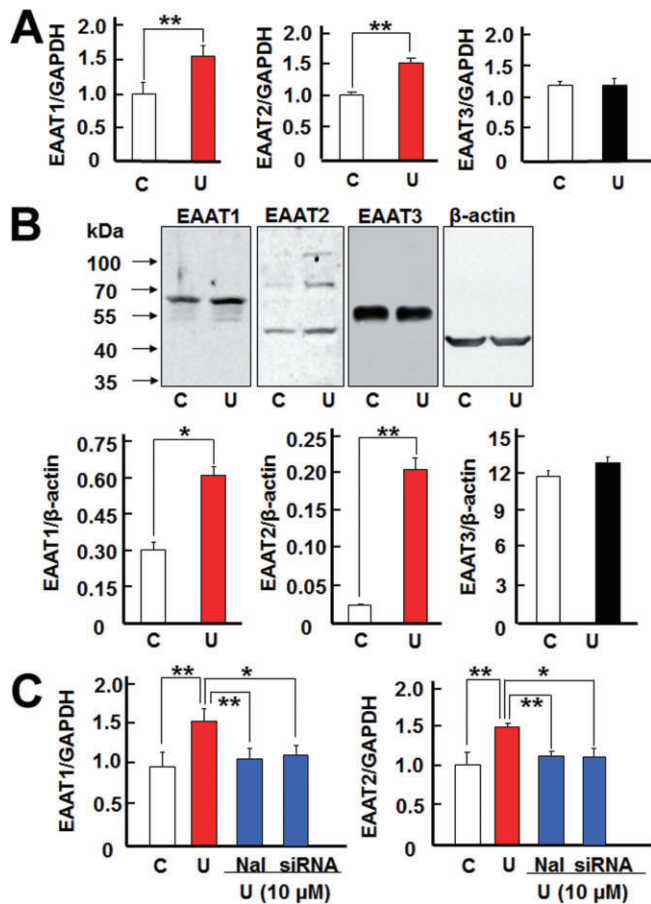 A
EAAT1/GAPDH
2.0
1.5
1.0
0.5
0
**
C U
EAAT2/GAPDH
2.0
1.5
1.0
0.5
0
**
C U
EAAT3/GAPDH
2.0
1.5
1.0
0.5
0
C U
B
kDa
100
70
55
40
35
EAAT1 EAAT2 EAAT3 β-actin
C U C U C U C U
EAAT1/β-actin
0.75
0.60
0.45
0.30
0.15
0
*
C U
EAAT2/β-actin
0.25
0.20
0.15
0.10
0.05
0
**
C U
EAAT3/β-actin
15
12
9
6
3
0
C U
C
EAAT1/GAPDH
2.0
1.5
1.0
0.5
** *
**
C U NaI siRNA
U (10 µM)
EAAT2/GAPDH
2.0
1.5
1.0
0.5
** *
**
C U NaI siRNA
U (10 µM)